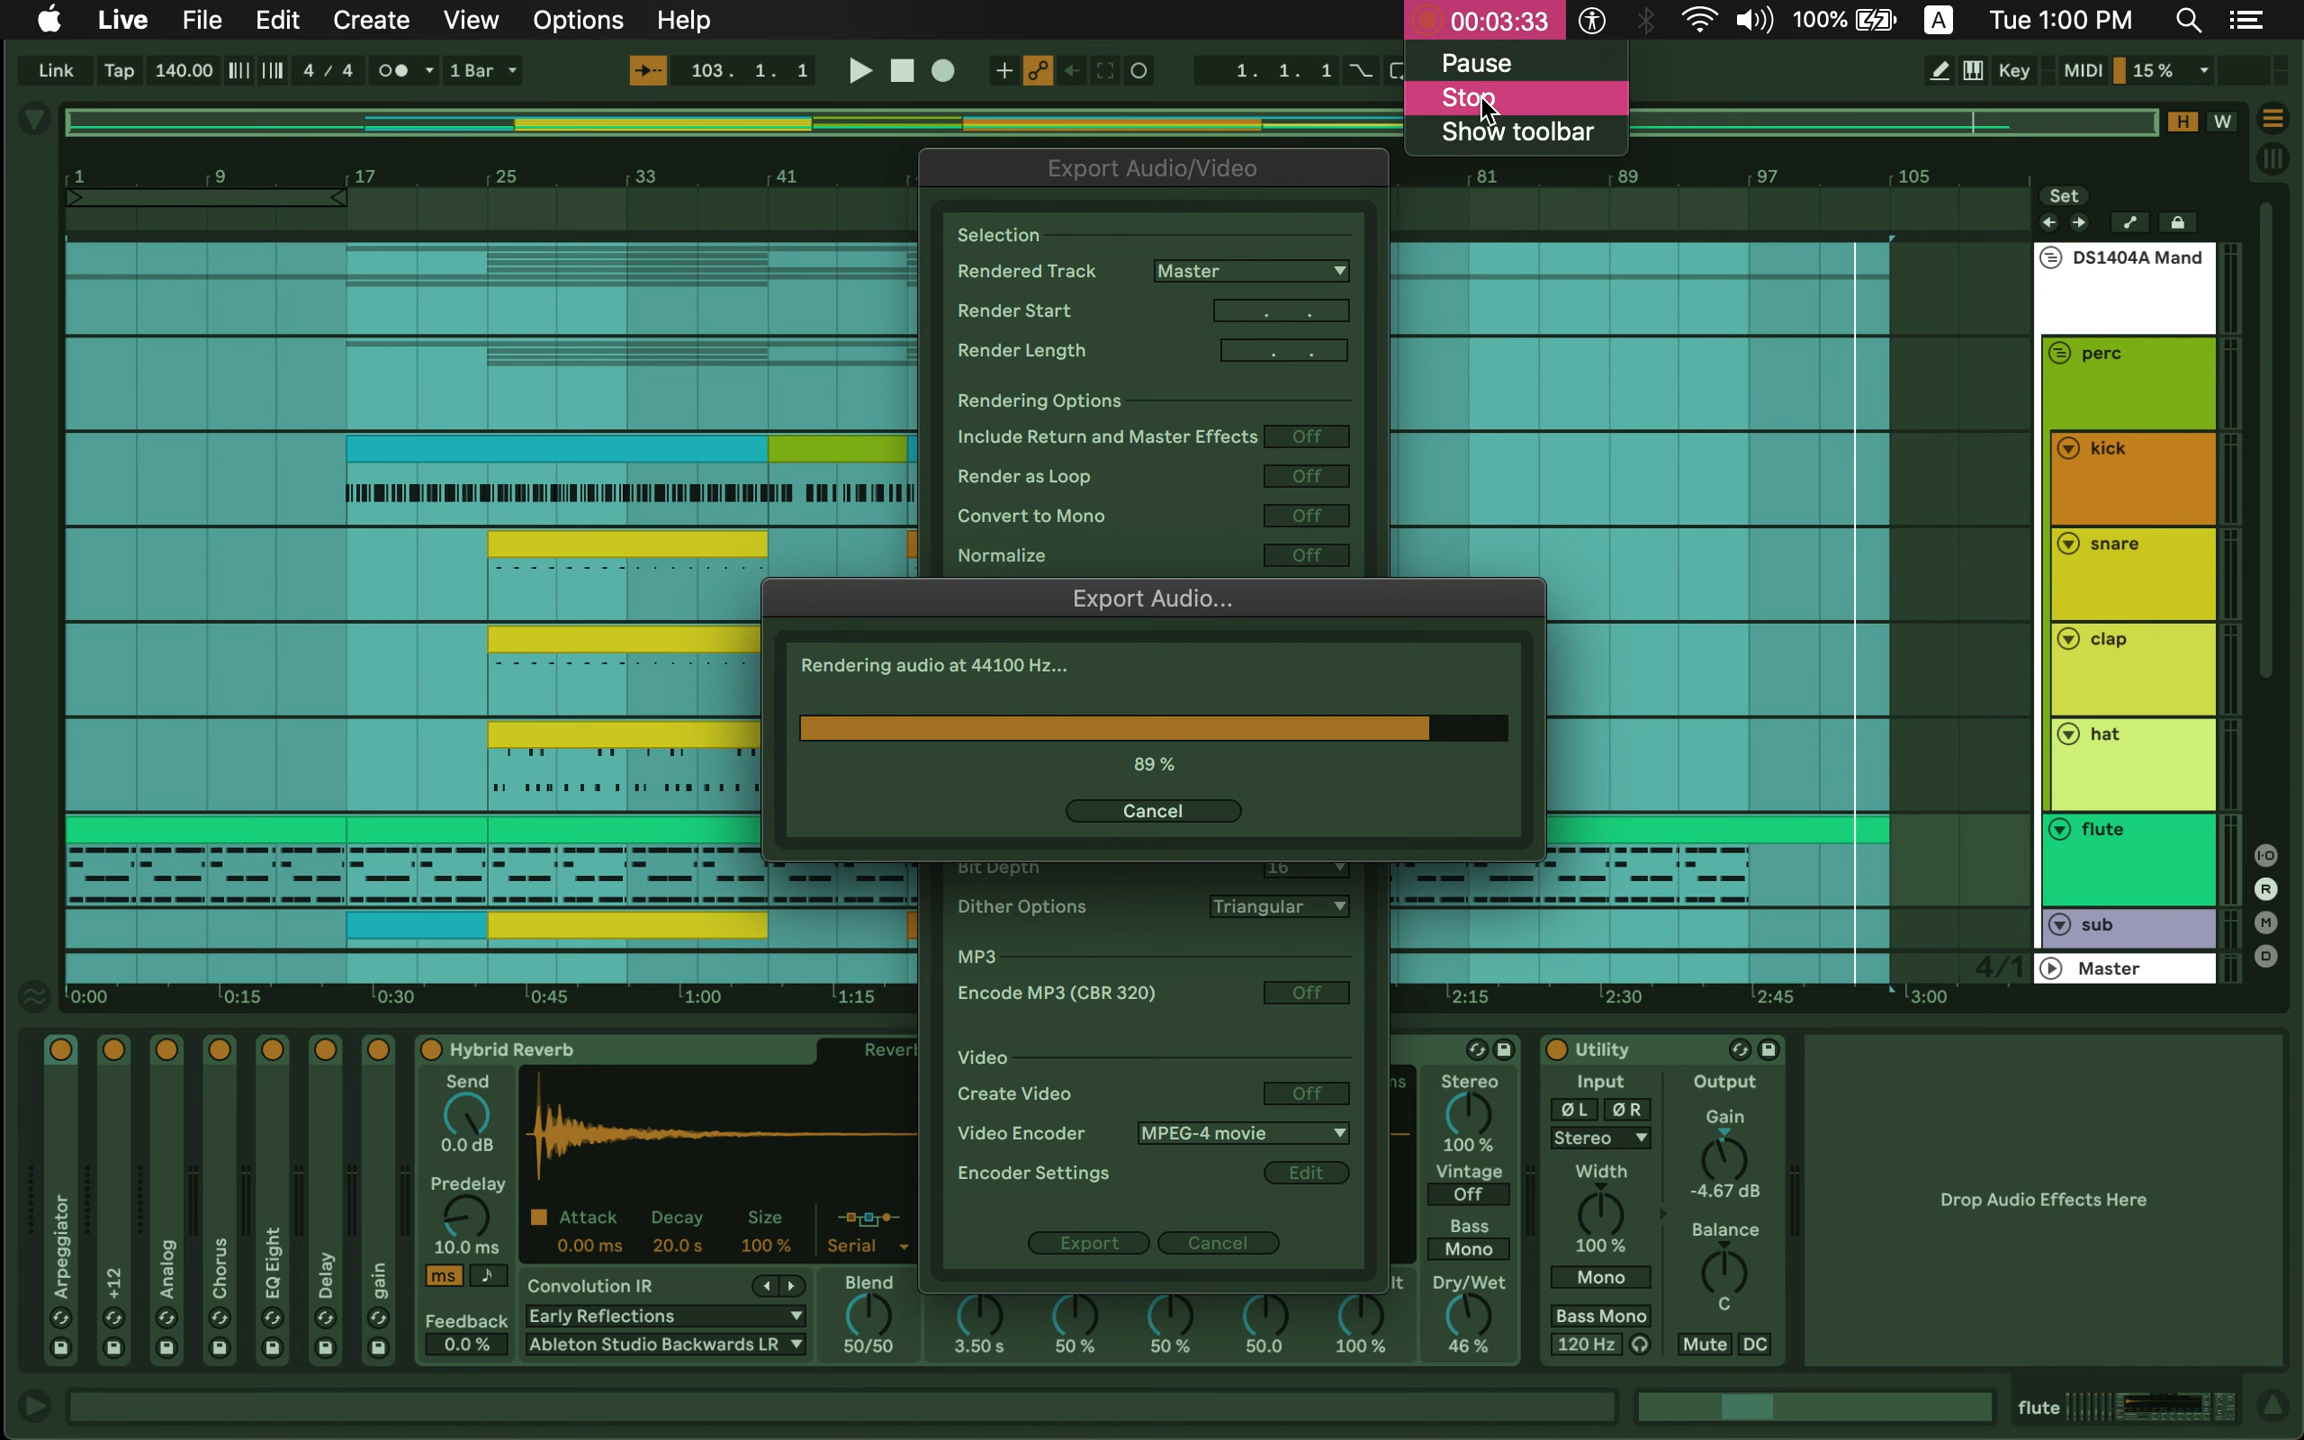 Live File Edit Create View Options Help 00:03:33 100% A Tue 1:00 PM
Pause
Stop
Show toolbar
Link Tap 140.00 4 / 4 1 Bar 103. 1. 1 1. 1. 1 Key MIDI 15 %
H W
1 9 17 25 33 41 81 89 97 105
Set
DS1404A Mand
perc
kick
snare
clap
hat
flute
sub
4/1 Master
0:00 0:15 0:30 0:45 1:00 1:15 2:15 2:30 2:45 3:00
I-O
R
M
D
Export Audio/Video
Selection
Rendered Track Master
Render Start . .
Render Length . .
Rendering Options
Include Return and Master Effects Off
Render as Loop Off
Convert to Mono Off
Normalize Off
Export Audio...
Rendering audio at 44100 Hz...
89 %
Cancel
Bit Depth 16
Dither Options Triangular
MP3
Encode MP3 (CBR 320) Off
Video
Create Video Off
Video Encoder MPEG-4 movie
Encoder Settings Edit
Export Cancel
Arpeggiator
+12
Analog
Chorus
EQ Eight
Delay
gain
Hybrid Reverb
Send
0.0 dB
Predelay
10.0 ms
ms
Feedback
0.0 %
Attack Decay Size
0.00 ms 20.0 s 100 % Serial
Convolution IR
Early Reflections
Ableton Studio Backwards LR
Blend
50/50
3.50 s 50 % 50 % 50.0 100 %
Stereo
100 %
Vintage
Off
Bass
Mono
Dry/Wet
46 %
Utility
Input Output
Ø L Ø R Gain
Stereo
Width
-4.67 dB
100 %
Balance
Mono
C
Bass Mono
120 Hz Mute DC
Drop Audio Effects Here
flute